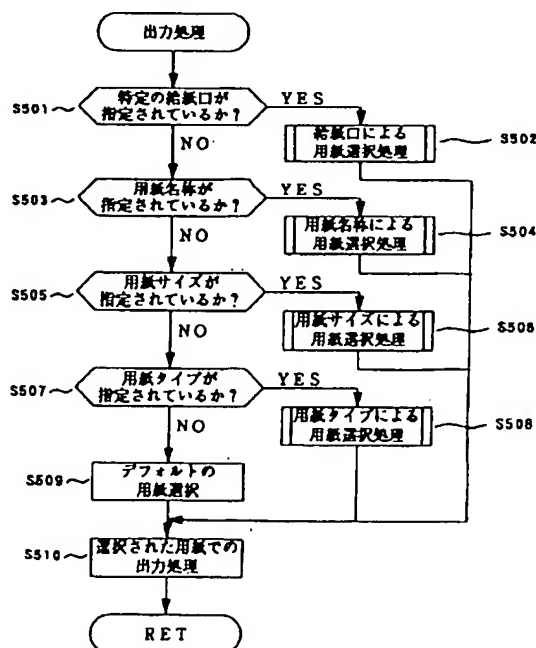 出力処理
S501
特定の給紙口が
指定されているか?
YES
NO
給紙口による
用紙選択処理
S502
S503
用紙名称が
指定されているか?
YES
NO
用紙名称による
用紙選択処理
S504
S505
用紙サイズが
指定されているか?
YES
NO
用紙サイズによる
用紙選択処理
S506
S507
用紙タイプが
指定されているか?
YES
NO
用紙タイプによる
用紙選択処理
S508
S509
デフォルトの
用紙選択
S510
選択された用紙での
出力処理
RET